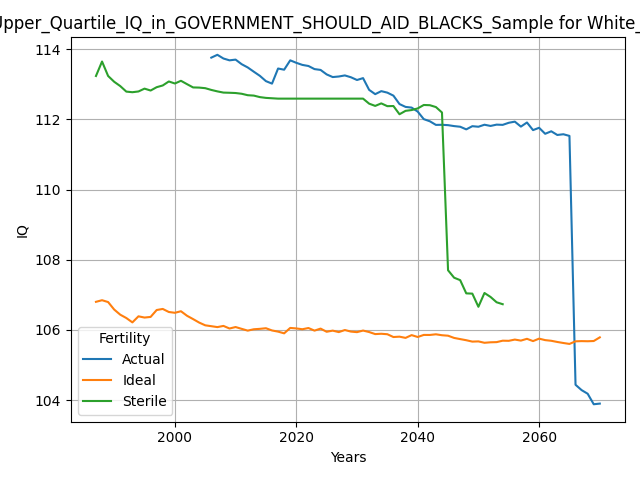 Upper_Quartile_IQ_in_GOVERNMENT_SHOULD_AID_BLACKS_Sample for White_
114
112
110
108
106
104
IQ
Fertility
Actual
Ideal
Sterile
2000
2020
2040
2060
Years